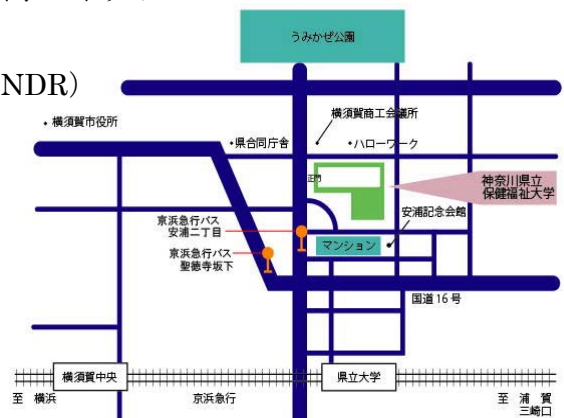 NDR）
うみかぜ公園
・横須賀市役所
横須賀商工会議所
・県合同庁舎
・ハローワーク
正門
神奈川県立
保健福祉大学
安浦記念会館
京浜急行バス
安浦二丁目
マンション
京浜急行バス
聖徳寺坂下
国道16号
横須賀中央
県立大学
至 横浜
京浜急行
至 浦賀
三崎口